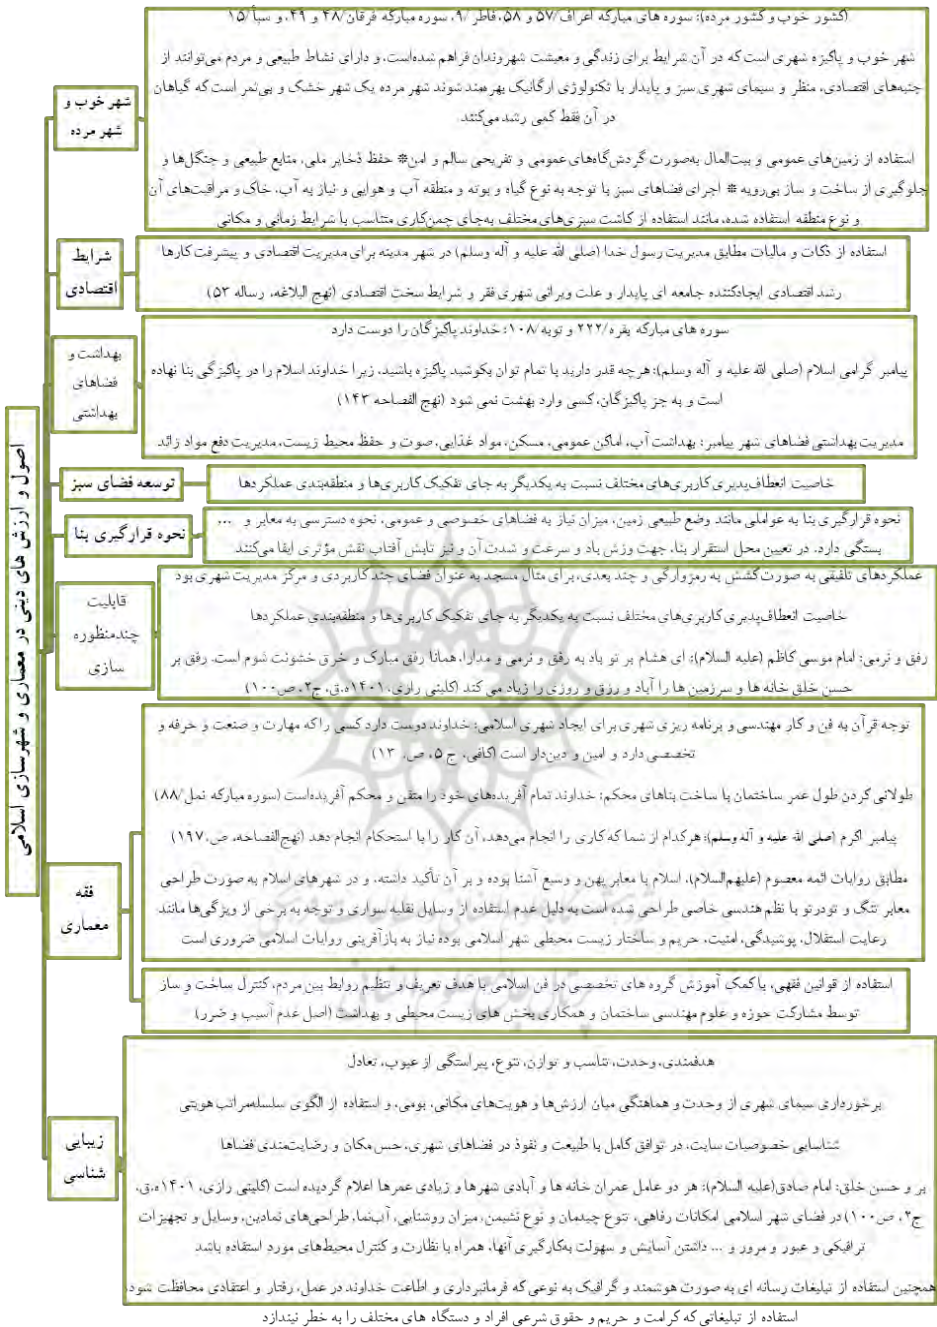 اصول و ارزش های دینی در معماری و شهرسازی اسلامی
شهر خوب و
شهر مرده
(کشور خوب و کشور مرده): سوره های مبارکه اعراف/۵۷ و ۵۸، فاطر /۹، سوره مبارکه فرقان/۴۸ و ۴۹، و سبأ/۱۵
شهر خوب و پاکیزه شهری است که در آن شرایط برای زندگی و معیشت شهروندان فراهم شده‌است، و دارای نشاط طبیعی و مردم می‌توانند از
جنبه‌های اقتصادی، منظر و سیمای شهری سبز و پایدار با تکنولوژی ارگانیک بهره‌مند شوند شهر مرده یک شهر خشک و بی‌ثمر است که گیاهان
در آن فقط کمی رشد می‌کنند.
استفاده از زمین‌های عمومی و بیت‌المال به‌صورت گردش‌گاه‌های عمومی و تفریحی سالم و امن* حفظ ذخایر ملی، منابع طبیعی و جنگل‌ها و
جلوگیری از ساخت و ساز بی‌رویه * اجرای فضاهای سبز با توجه به نوع گیاه و بوته و منطقه آب و هوایی و نیاز به آب، خاک و مراقبت‌های آن
و نوع منطقه استفاده شده، مانند استفاده از کاشت سبزی‌های مختلف به‌جای چمن‌کاری متناسب با شرایط زمانی و مکانی
شرایط
اقتصادی
استفاده از ذکات و مالیات مطابق مدیریت رسول خدا (صلی الله علیه و آله وسلم) در شهر مدینه برای مدیریت اقتصادی و پیشرفت کارها
رشد اقتصادی ایجادکننده جامعه ای پایدار و علت ویرانی شهری فقر و شرایط سخت اقتصادی (نهج البلاغه، رساله ۵۳)
بهداشت و
فضاهای
بهداشتی
سوره های مبارکه بقره/۲۲۲ و توبه/۱۰۸: خداوند پاکیزگان را دوست دارد
پیامبر گرامی اسلام (صلی الله علیه و آله وسلم): هرچه قدر دارید با تمام توان بکوشید پاکیزه باشید، زیرا خداوند اسلام را در پاکیزگی بنا نهاده
است و به جز پاکیزگان، کسی وارد بهشت نمی شود (نهج الفصاحه ۱۴۳)
مدیریت بهداشتی فضاهای شهر پیامبر: بهداشت آب، اماکن عمومی، مسکن، مواد غذایی، صوت و حفظ محیط زیست، مدیریت دفع مواد زائد
توسعه فضای سبز
خاصیت انعطاف‌پذیری کاربری‌های مختلف نسبت به یکدیگر به جای تفکیک کاربری‌ها و منطقه‌بندی عملکردها
نحوه قرارگیری بنا
نحوه قرارگیری بنا به عواملی مانند وضع طبیعی زمین، میزان نیاز به فضاهای خصوصی و عمومی، نحوه دسترسی به معابر و ...
بستگی دارد. در تعیین محل استقرار بنا، جهت وزش باد و سرعت و شدت آن و نیز تابش آفتاب نقش مؤثری ایفا می‌کنند
قابلیت
چندمنظوره
سازی
عملکردهای تلفیقی به صورت کشش به رمزوارگی و چند بعدی، برای مثال مسجد به عنوان فضای چند کاربردی و مرکز مدیریت شهری بود
خاصیت انعطاف‌پذیری کاربری‌های مختلف نسبت به یکدیگر به جای تفکیک کاربری‌ها و منطقه‌بندی عملکردها
رفق و نرمی: امام موسی کاظم (علیه السلام): ای هشام بر تو باد به رفق و نرمی و مدارا، همانا رفق مبارک و خرق خشونت شوم است. رفق بر
حسن خلق خانه ها و سرزمین ها را آباد و رزق و روزی را زیاد می کند (کلینی رازی، ۱۴۰۱ه.ق، ج۲، ص۱۰۰)
فقه
معماری
توجه قرآن به فن و کار مهندسی و برنامه ریزی شهری برای ایجاد شهری اسلامی: خداوند دوست دارد کسی را که مهارت و صنعت و حرفه و
تخصصی دارد و امین و دین‌دار است (کافی، ج ۵، ص. ۱۳)
طولانی کردن طول عمر ساختمان با ساخت بناهای محکم: خداوند تمام آفریده‌های خود را متقن و محکم آفریده‌است (سوره مبارکه نمل/۸۸)
پیامبر اکرم (صلی الله علیه و آله وسلم): هرکدام از شما که کاری را انجام می‌دهد، آن کار را با استحکام انجام دهد (نهج‌الفصاحه، ص.۱۹۷)
مطابق روایات ائمه معصوم (علیهم‌السلام)، اسلام با معابر پهن و وسیع آشنا بوده و بر آن تأکید داشته، و در شهرهای اسلام به صورت طراحی
معابر تنگ و تودرتو با نظم هندسی خاصی طراحی شده است به دلیل عدم استفاده از وسایل نقلیه سواری و توجه به برخی از ویژگی‌ها مانند
رعایت استقلال، پوشیدگی، امنیت، حریم و ساختار زیست محیطی شهر اسلامی بوده نیاز به بازآفرینی روایات اسلامی ضروری است
استفاده از قوانین فقهی، باکمک آموزش گروه های تخصصی در فن اسلامی با هدف تعریف و تنظیم روابط بین مردم، کنترل ساخت و ساز
توسط مشارکت حوزه و علوم مهندسی ساختمان و همکاری بخش های زیست محیطی و بهداشت (اصل عدم آسیب و ضرر)
زیبایی
شناسی
هدفمندی، وحدت، تناسب و توازن، تنوع، پیراستگی از عیوب، تعادل
برخورداری سیمای شهری از وحدت و هماهنگی میان ارزش‌ها و هویت‌های مکانی، بومی، و استفاده از الگوی سلسله‌مراتب هویتی
شناسایی خصوصیات سایت، در توافق کامل با طبیعت و نفوذ در فضاهای شهری، حس مکان و رضایت‌مندی فضاها
بر و حسن خلق: امام صادق(علیه السلام): هر دو عامل عمران خانه ها و آبادی شهرها و زیادی عمرها اعلام گردیده است (کلینی رازی، ۱۴۰۱ه.ق،
ج۲، ص۱۰۰) در فضای شهر اسلامی امکانات رفاهی، تنوع چیدمان و نوع نشیمن، میزان روشنایی، آب‌نما، طراحی‌های نمادین، وسایل و تجهیزات
ترافیکی و عبور و مرور و ... داشتن آسایش و سهولت به‌کارگیری آنها، همراه با نظارت و کنترل محیط‌های مورد استفاده باشد
همچنین استفاده از تبلیغات رسانه ای به صورت هوشمند و گرافیک به نوعی که فرمانبرداری و اطاعت خداوند در عمل، رفتار و اعتقادی محافظت شود،
استفاده از تبلیغاتی که کرامت و حریم و حقوق شرعی افراد و دستگاه های مختلف را به خطر نیندازد